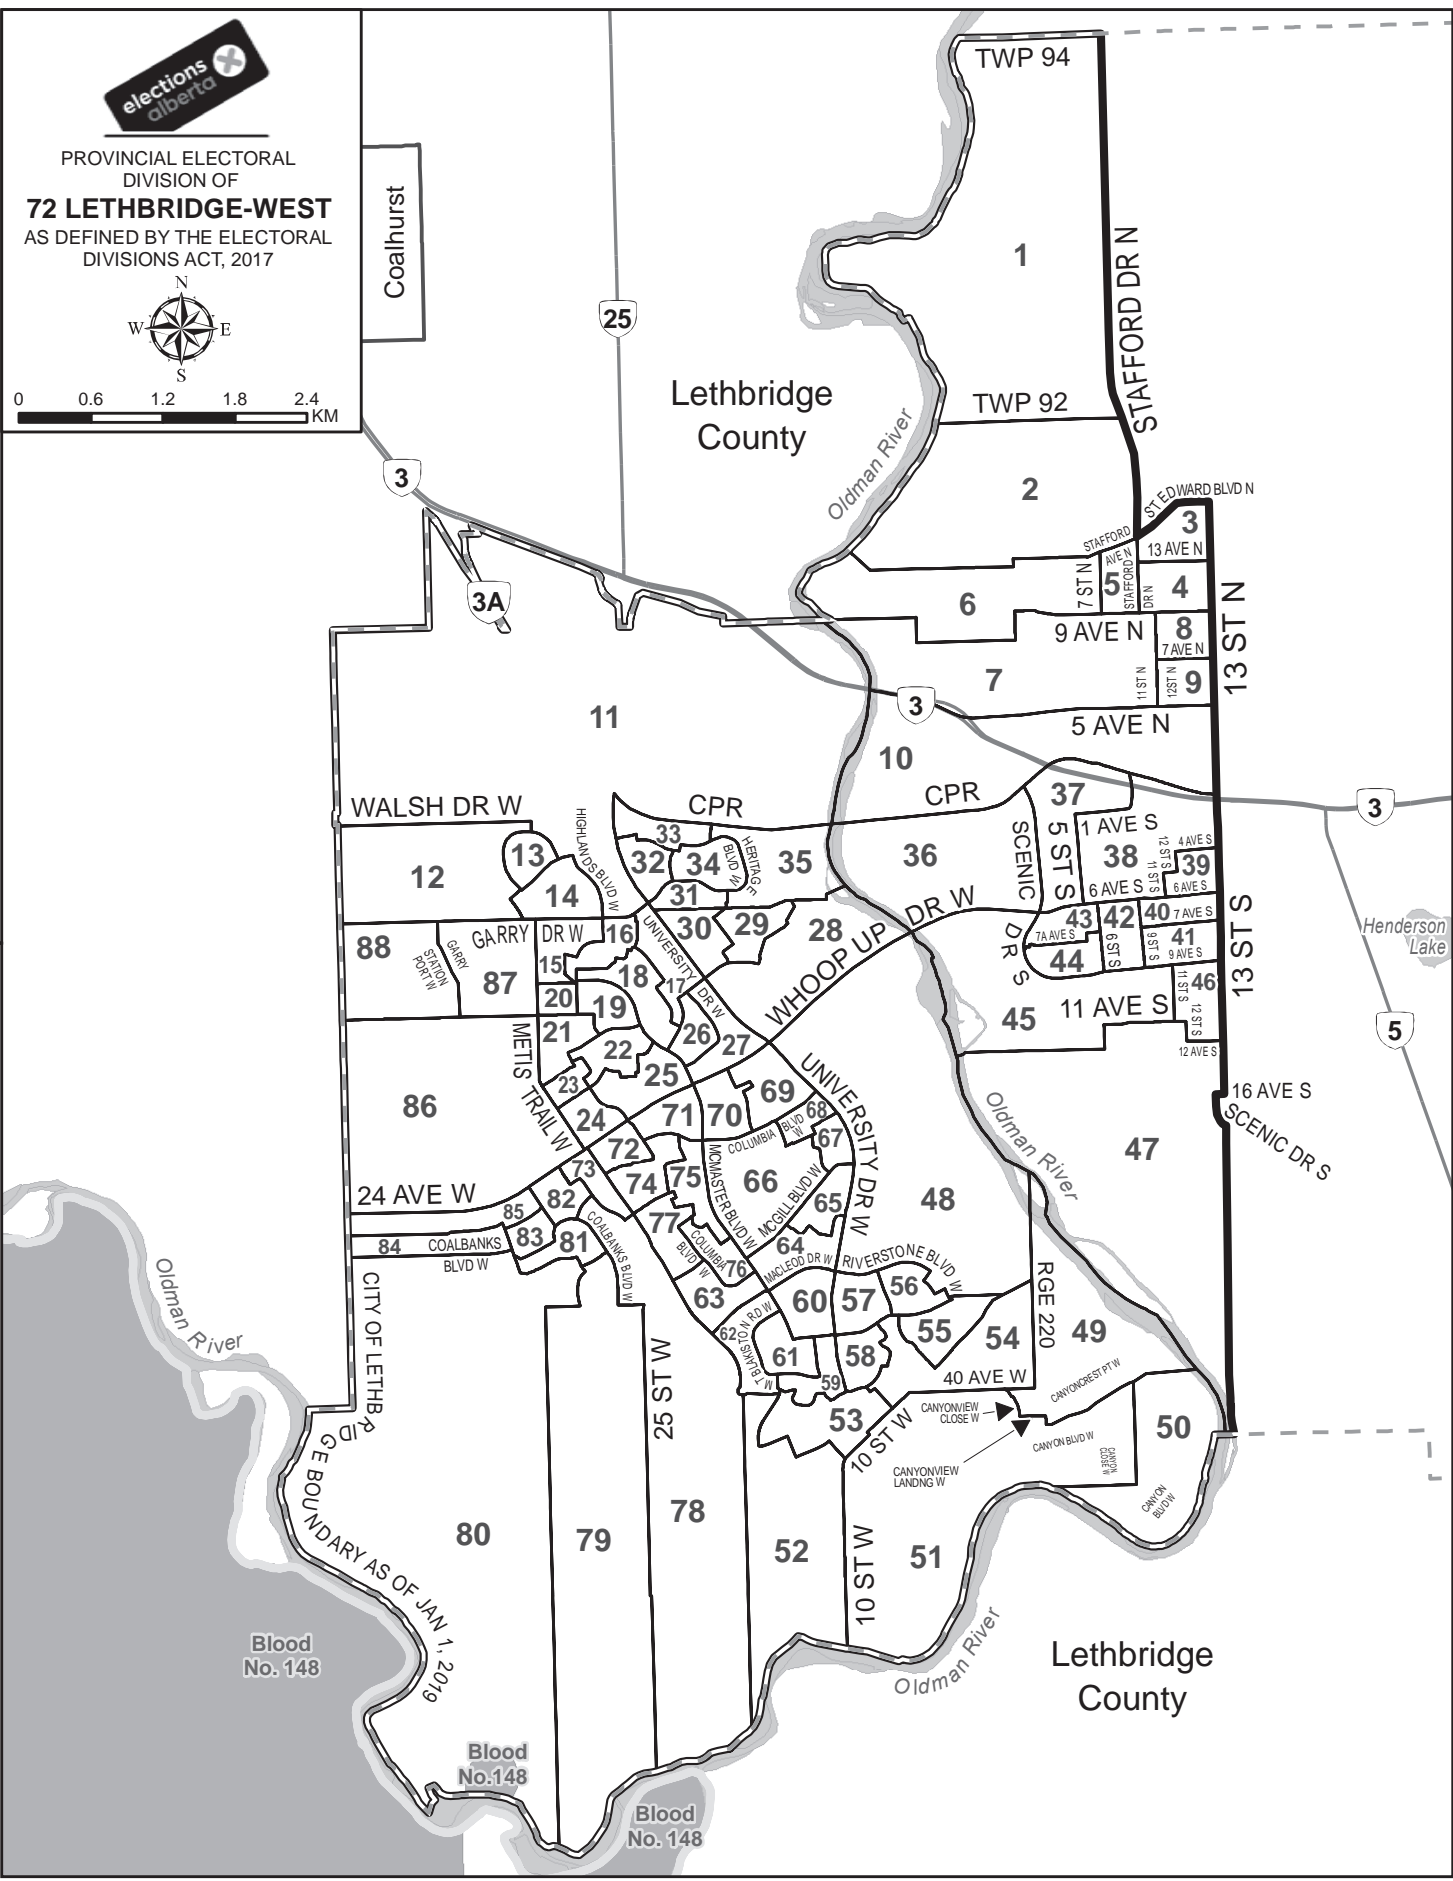 elections
alberta
PROVINCIAL ELECTORAL
DIVISION OF
72 LETHBRIDGE-WEST
AS DEFINED BY THE ELECTORAL
DIVISIONS ACT, 2017
N
W
E
S
0 0.6 1.2 1.8 2.4
KM
Coalhurst
25
TWP 94
1
STAFFORD DR N
Lethbridge
County
TWP 92
Oldman River
3
2
ST EDWARD BLVD N
3
STAFFORD
AVE N
13 AVE N
3A
7 ST N
5
STAFFORD
DR N
4
6
9 AVE N
8
7 AVE N
13 ST N
7
11 ST N
12 ST N
9
3
11
5 AVE N
10
WALSH DR W
CPR
CPR
37
3
HIGHLANDS BLVD W
33
1 AVE S
SCENIC
DR S
5 ST S
4 AVE S
12
13
32
34
HERITAGE
BLVD W
35
36
38
12 ST S
11 ST S
39
6 AVE S
6 AVE S
14
31
DR W
88
GARRY
DR W
16
UNIVERSITY
DR W
30
29
28
WHOOP UP
43
42
40
7 AVE S
7A AVE S
6 ST S
9 ST S
41
9 AVE S
13 ST S
Henderson
Lake
GARRY
STATION
PORT W
87
15
18
17
44
20
19
45
11 AVE S
11 ST S
46
12 ST S
12 AVE S
5
METIS
TRAIL W
21
22
26
27
23
25
69
UNIVERSITY DR W
Oldman River
16 AVE S
SCENIC DR S
86
24
71
70
68
BLVD
W
COLUMBIA
67
47
72
MCMASTER BLVD W
73
74
75
66
MCGILL BLVD W
65
48
24 AVE W
82
85
77
83
84
COALBANKS
BLVD W
81
COALBANKS BLVD W
COLUMBIA
BLVD W
76
64
MACLEOD DR W
RIVERSTONE BLVD W
Oldman River
CITY OF LETHBRIDGE BOUNDARY AS OF JAN 1, 2019
63
60
57
56
RGE 220
49
62
MT BLAKISTON RD W
61
58
55
54
25 ST W
59
40 AVE W
CANYONCREST PT W
53
10 ST W
CANYONVIEW
CLOSE W
CANYON BLVD W
CANYON
CLOSE W
50
CANYONVIEW
LANDNG W
CANYON
BLVD W
80
79
78
52
10 ST W
51
Oldman River
Blood
No. 148
Lethbridge
County
Blood
No.148
Blood
No. 148